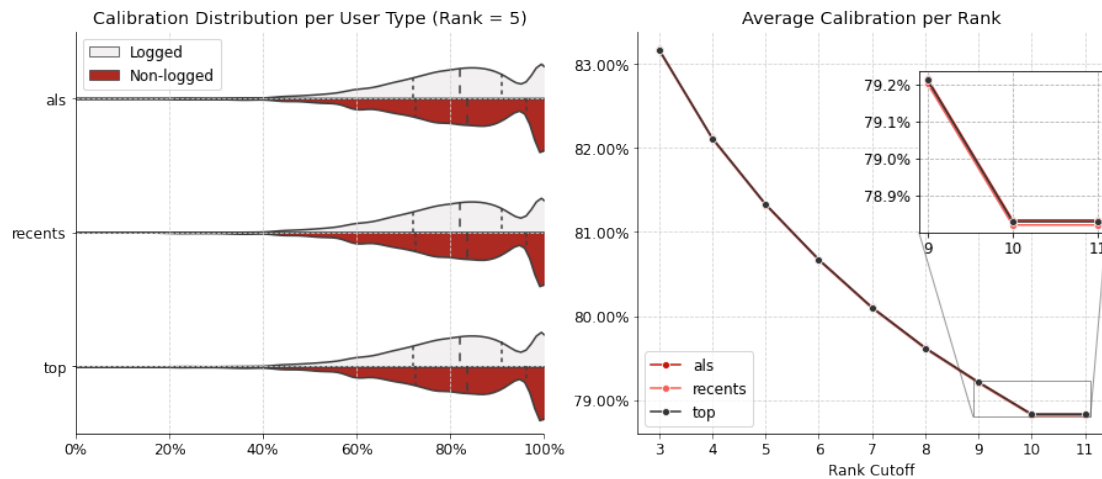 Calibration Distribution per User Type (Rank = 5)
Logged
Non-logged
als
recents
top
0%
20%
40%
60%
80%
100%
Average Calibration per Rank
83.00%
82.00%
81.00%
80.00%
79.00%
79.2%
79.1%
79.0%
78.9%
9
10
11
als
recents
top
3
4
5
6
7
8
9
10
11
Rank Cutoff